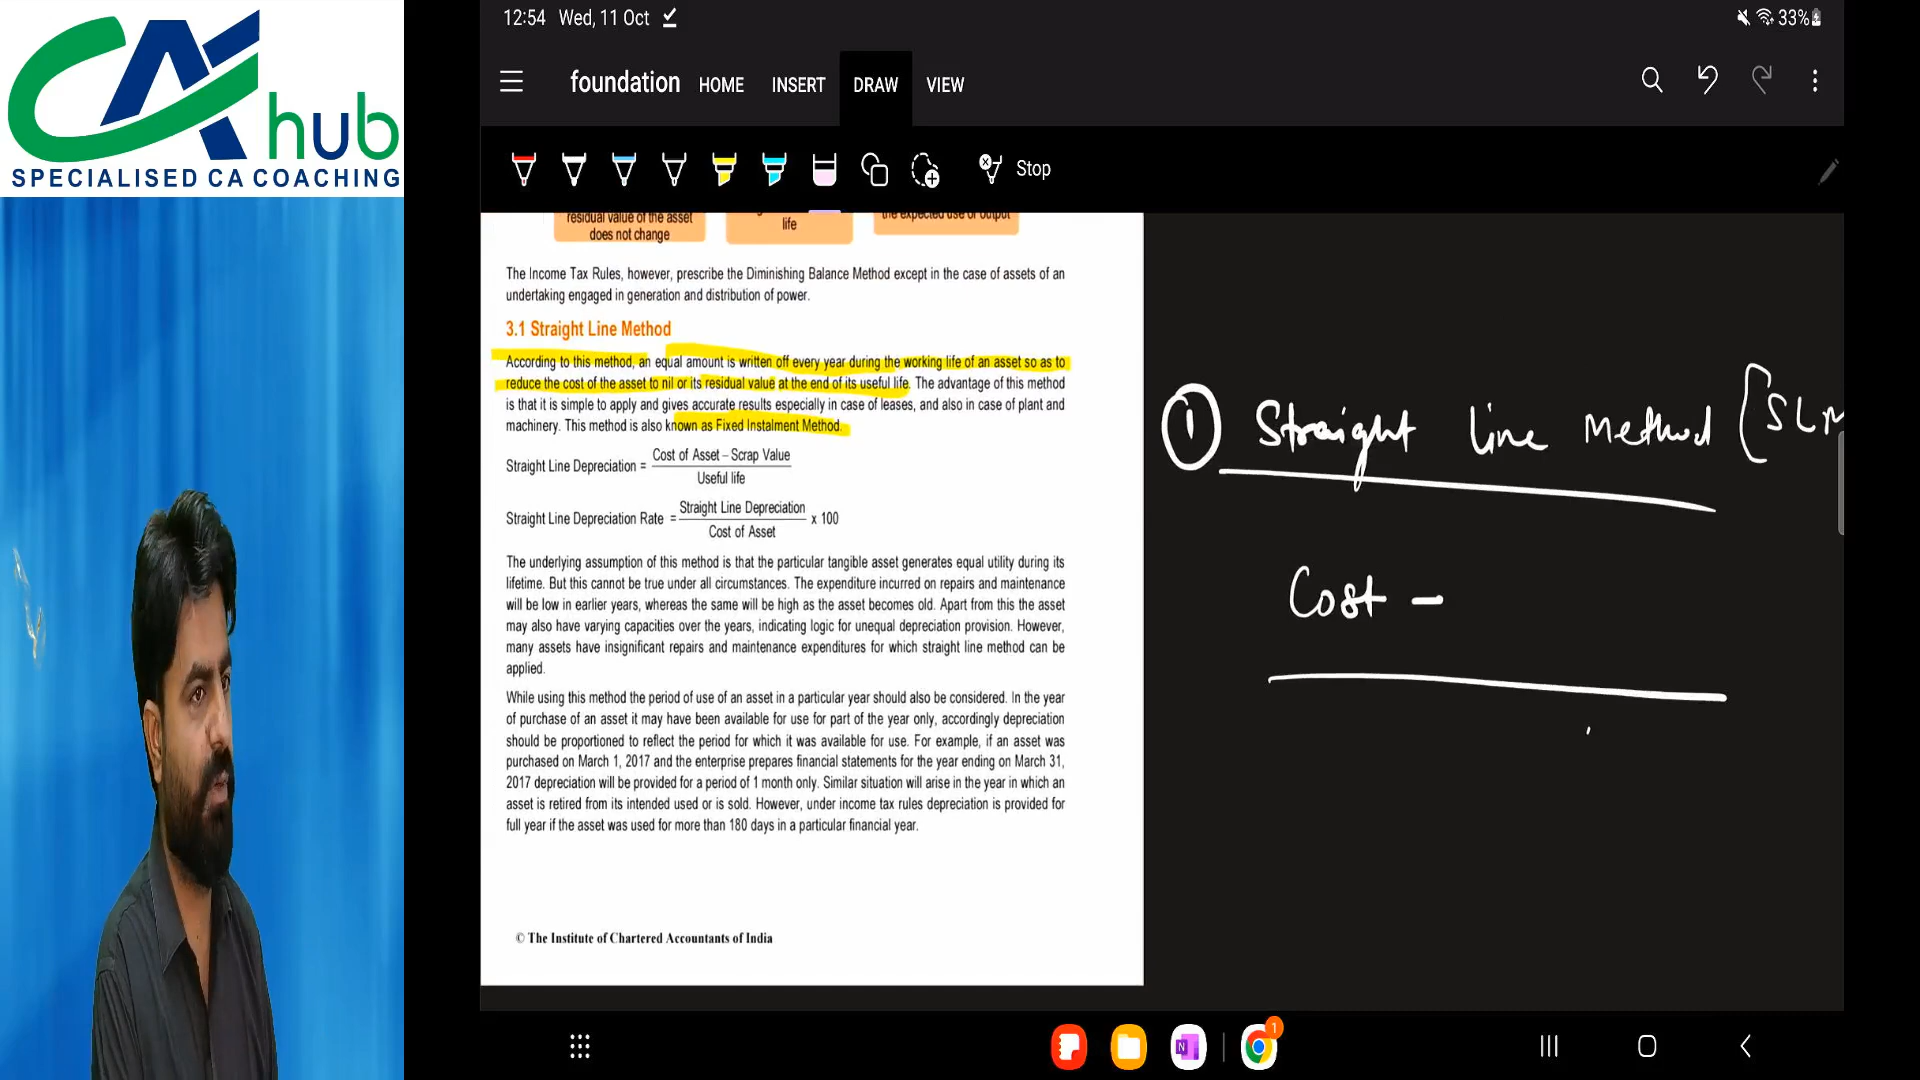 CA hub
SPECIALISED CA COACHING
12:54 Wed, 11 Oct
33%
foundation HOME INSERT DRAW VIEW
Stop
residual value of the asset
does not change
life
the expected use or output
The Income Tax Rules, however, prescribe the Diminishing Balance Method except in the case of assets of an
undertaking engaged in generation and distribution of power.
3.1 Straight Line Method
According to this method, an equal amount is written off every year during the working life of an asset so as to
reduce the cost of the asset to nil or its residual value at the end of its useful life. The advantage of this method
is that it is simple to apply and gives accurate results especially in case of leases, and also in case of plant and
machinery. This method is also known as Fixed Instalment Method.
Straight Line Depreciation = Cost of Asset – Scrap Value
Useful life
Straight Line Depreciation Rate = Straight Line Depreciation x 100
Cost of Asset
The underlying assumption of this method is that the particular tangible asset generates equal utility during its
lifetime. But this cannot be true under all circumstances. The expenditure incurred on repairs and maintenance
will be low in earlier years, whereas the same will be high as the asset becomes old. Apart from this the asset
may also have varying capacities over the years, indicating logic for unequal depreciation provision. However,
many assets have insignificant repairs and maintenance expenditures for which straight line method can be
applied.
While using this method the period of use of an asset in a particular year should also be considered. In the year
of purchase of an asset it may have been available for use for part of the year only, accordingly depreciation
should be proportioned to reflect the period for which it was available for use. For example, if an asset was
purchased on March 1, 2017 and the enterprise prepares financial statements for the year ending on March 31,
2017 depreciation will be provided for a period of 1 month only. Similar situation will arise in the year in which an
asset is retired from its intended used or is sold. However, under income tax rules depreciation is provided for
full year if the asset was used for more than 180 days in a particular financial year.
© The Institute of Chartered Accountants of India
① Straight Line Method [SLM
Cost –
1